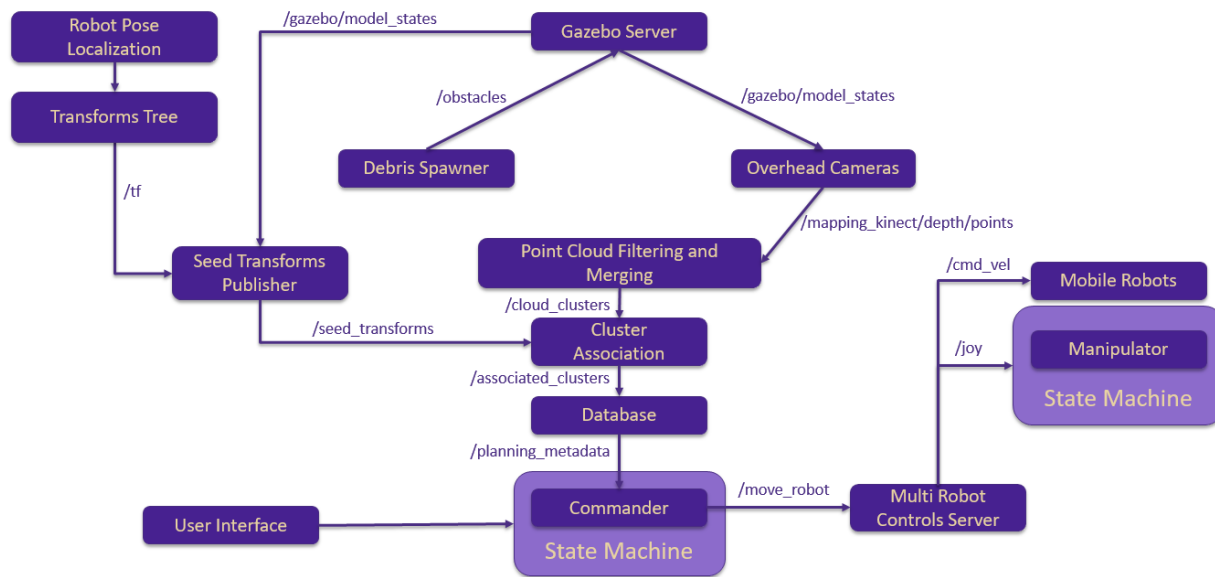 Robot Pose
Localization
/gazebo/model_states
Gazebo Server
Transforms Tree
/obstacles
/gazebo/model_states
Debris Spawner
Overhead Cameras
/tf
/mapping_kinect/depth/points
Seed Transforms
Publisher
Point Cloud Filtering and
Merging
/cmd_vel
Mobile Robots
/cloud_clusters
/seed_transforms
Cluster
Association
/joy
Manipulator
State Machine
/associated_clusters
Database
/planning_metadata
Commander
State Machine
/move_robot
Multi Robot
Controls Server
User Interface